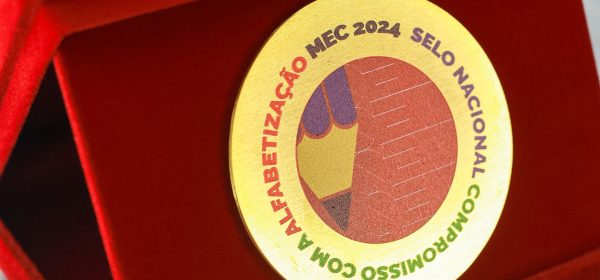 SELO NACIONAL COMPROMISSO COM A ALFABETIZAÇÃO MEC 2024